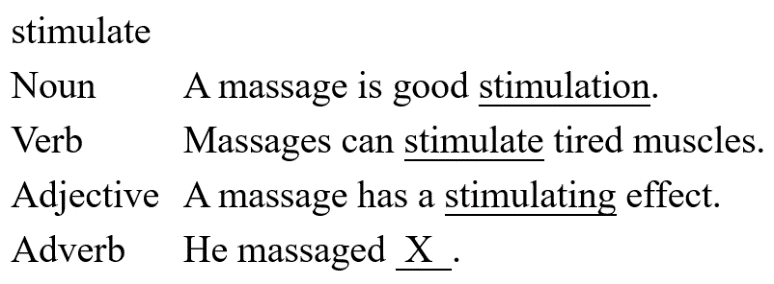 stimulate
Noun A massage is good stimulation.
Verb Massages can stimulate tired muscles.
Adjective A massage has a stimulating effect.
Adverb He massaged X .